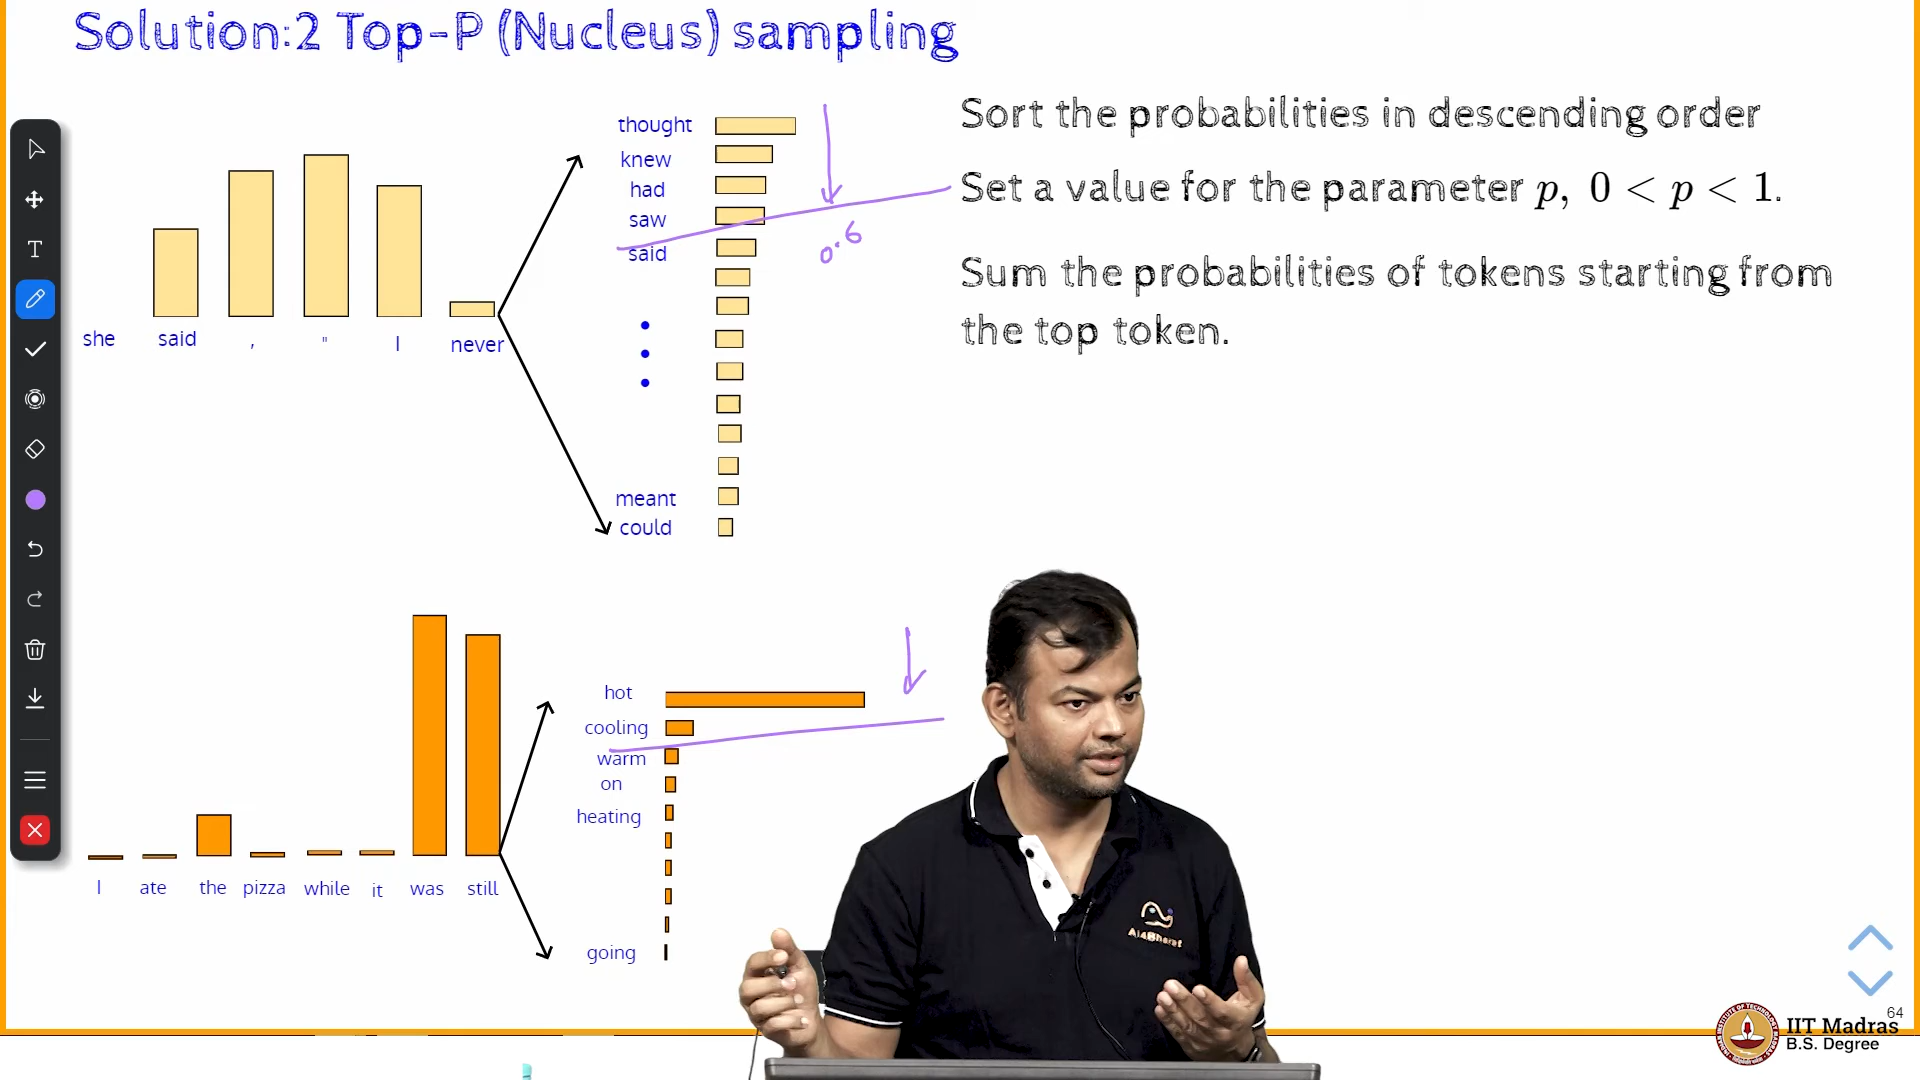 Solution:2 Top-P (Nucleus) sampling
thought
knew
had
saw
said
0.6
meant
could
she said , " I never
Sort the probabilities in descending order
Set a value for the parameter p, 0 < p < 1.
Sum the probabilities of tokens starting from
the top token.
hot
cooling
warm
on
heating
going
I ate the pizza while it was still
T
AI4Bharat
64
IIT Madras
B.S. Degree